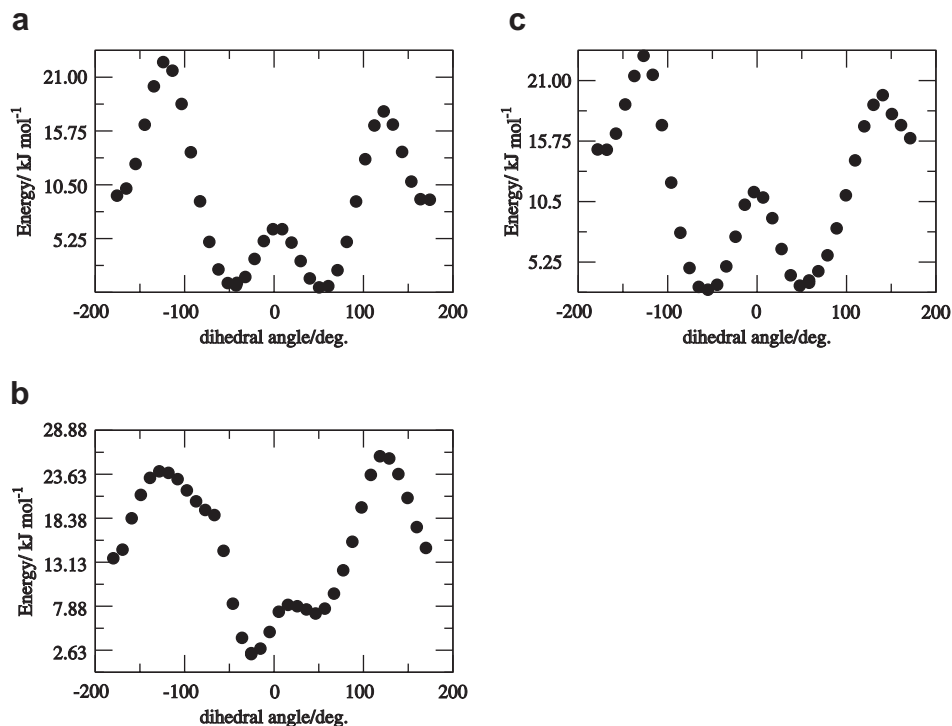 a
21.00
15.75
10.50
5.25
Energy/ kJ mol⁻¹
-200 -100 0 100 200
dihedral angle/deg.
c
21.00
15.75
10.5
5.25
Energy/ kJ mol⁻¹
-200 -100 0 100 200
dihedral angle/deg.
b
28.88
23.63
18.38
13.13
7.88
2.63
Energy/ kJ mol⁻¹
-200 -100 0 100 200
dihedral angle/deg.